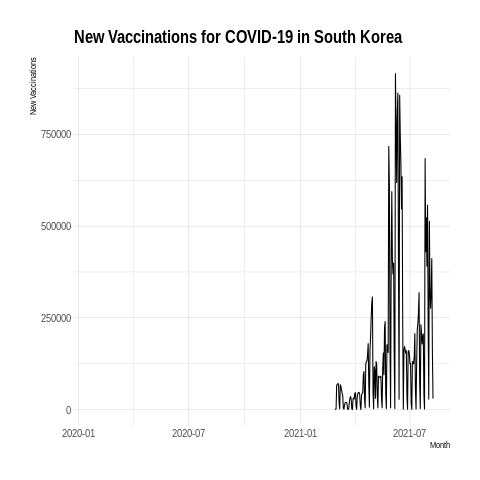 New Vaccinations for COVID-19 in South Korea
New Vaccinations
750000
500000
250000
0
2020-01 2020-07 2021-01 2021-07
Month